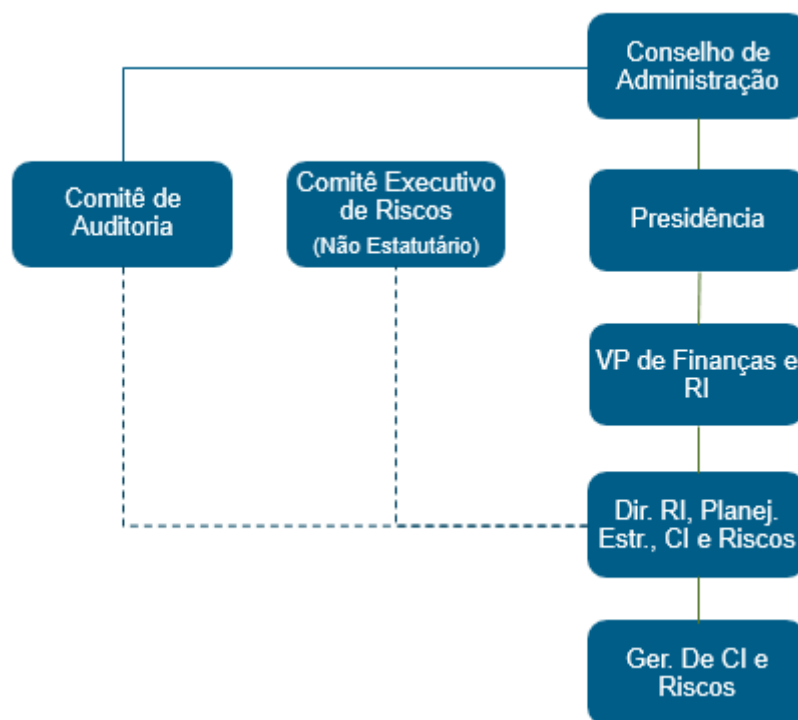 Conselho de
Administração
Comitê de
Auditoria
Comitê Executivo
de Riscos
(Não Estatutário)
Presidência
VP de Finanças e
RI
Dir. RI, Planej.
Estr., CI e Riscos
Ger. De CI e
Riscos